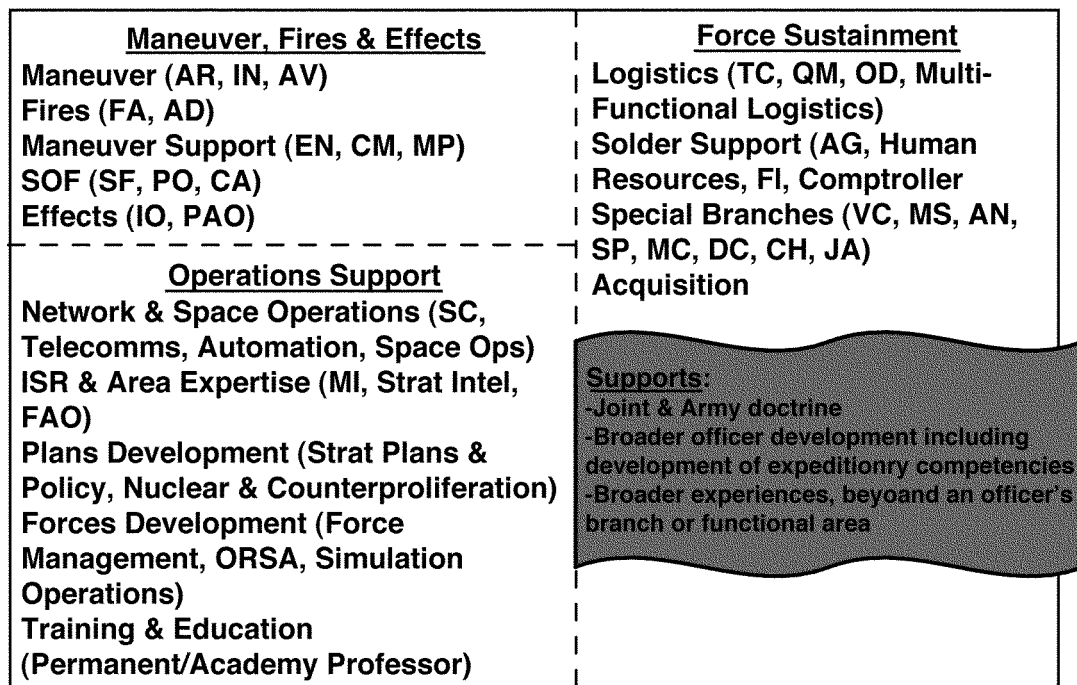 Maneuver, Fires & Effects
Maneuver (AR, IN, AV)
Fires (FA, AD)
Maneuver Support (EN, CM, MP)
SOF (SF, PO, CA)
Effects (IO, PAO)
Operations Support
Network & Space Operations (SC,
Telecomms, Automation, Space Ops)
ISR & Area Expertise (MI, Strat Intel,
FAO)
Plans Development (Strat Plans &
Policy, Nuclear & Counterproliferation)
Forces Development (Force
Management, ORSA, Simulation
Operations)
Training & Education
(Permanent/Academy Professor)
Force Sustainment
Logistics (TC, QM, OD, Multi-
Functional Logistics)
Solder Support (AG, Human
Resources, FI, Comptroller
Special Branches (VC, MS, AN,
SP, MC, DC, CH, JA)
Acquisition
Supports:
-Joint & Army doctrine
-Broader officer development including
development of expeditionry competencies
-Broader experiences, beyoand an officer's
branch or functional area